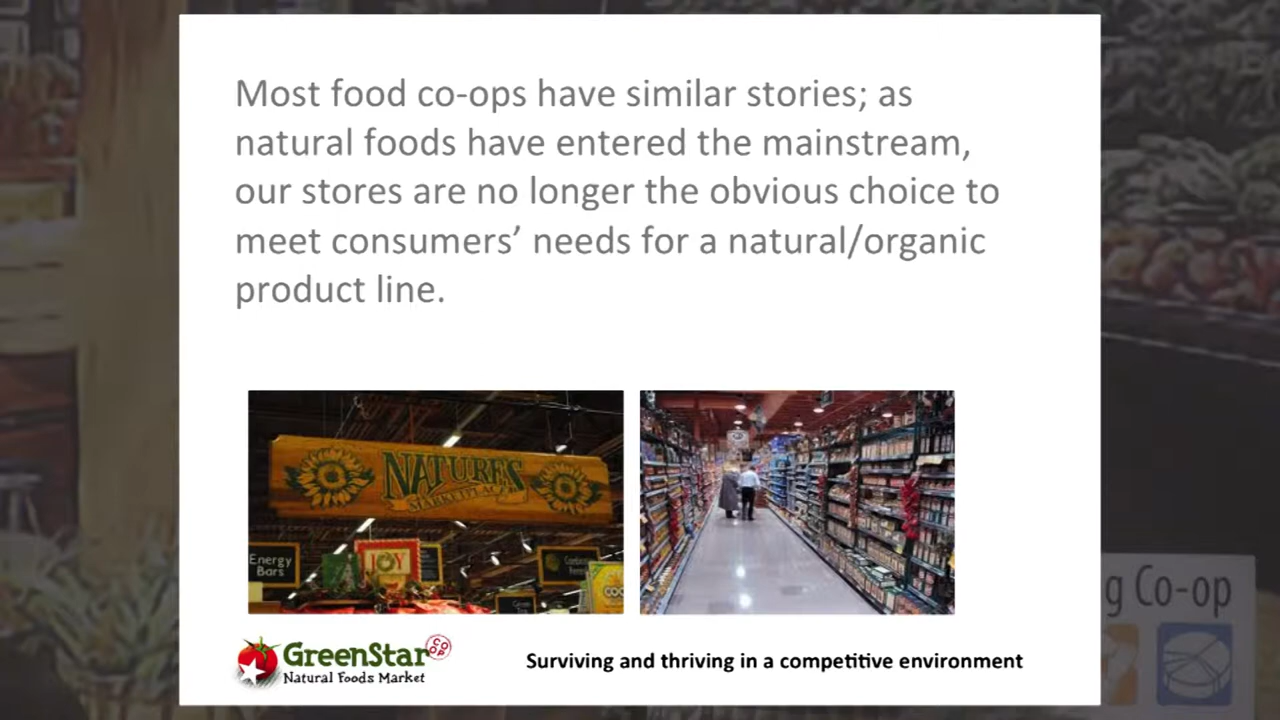 Most food co-ops have similar stories; as
natural foods have entered the mainstream,
our stores are no longer the obvious choice to
meet consumers’ needs for a natural/organic
product line.
NATURE'S
MARKETPLACE
Energy
Bars
JOY
GreenStar
CO
OP
Natural Foods Market
Surviving and thriving in a competitive environment
g Co-op